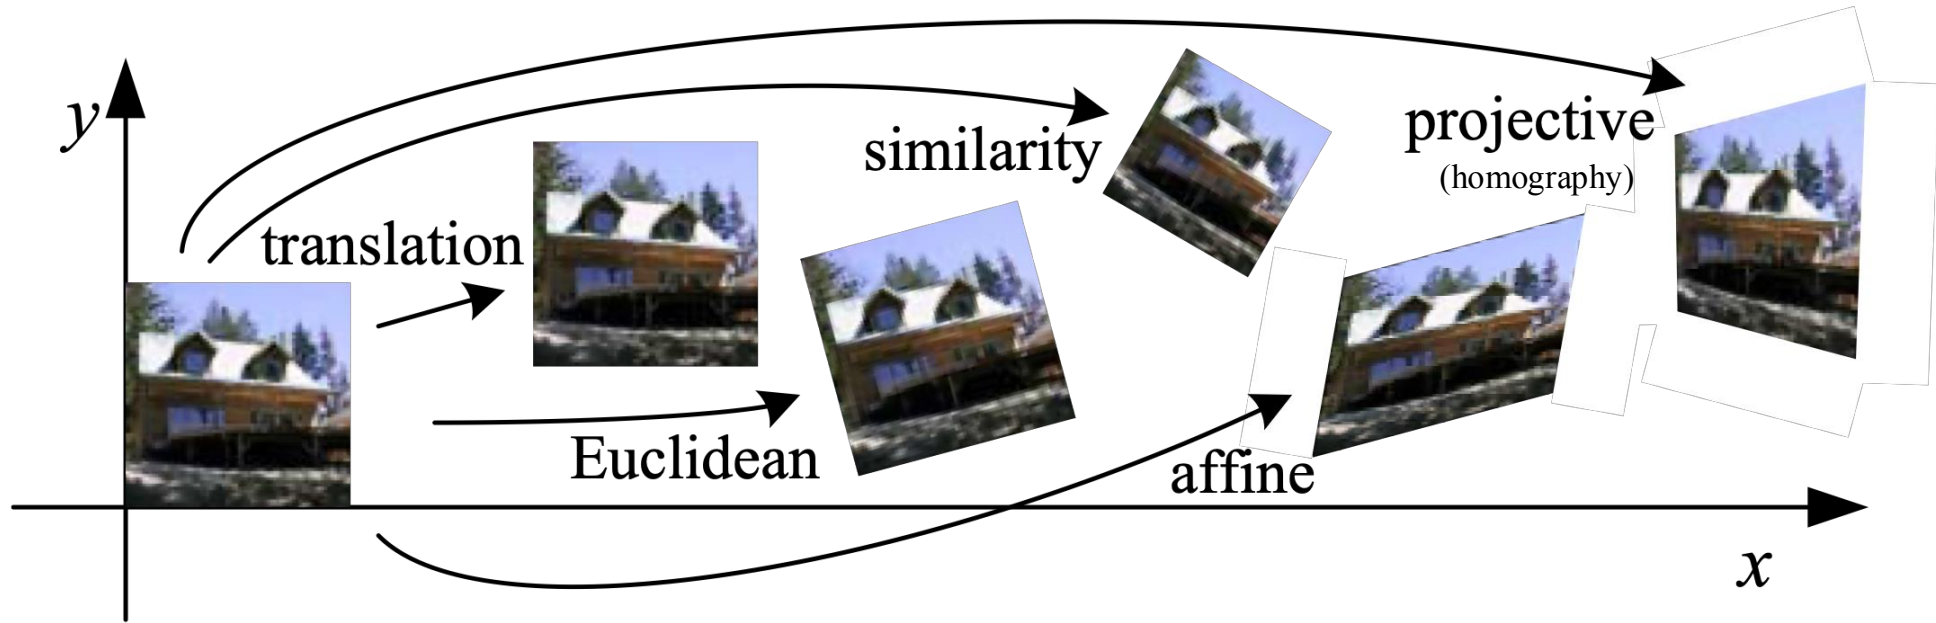 y
similarity
projective
(homography)
translation
Euclidean
affine
x